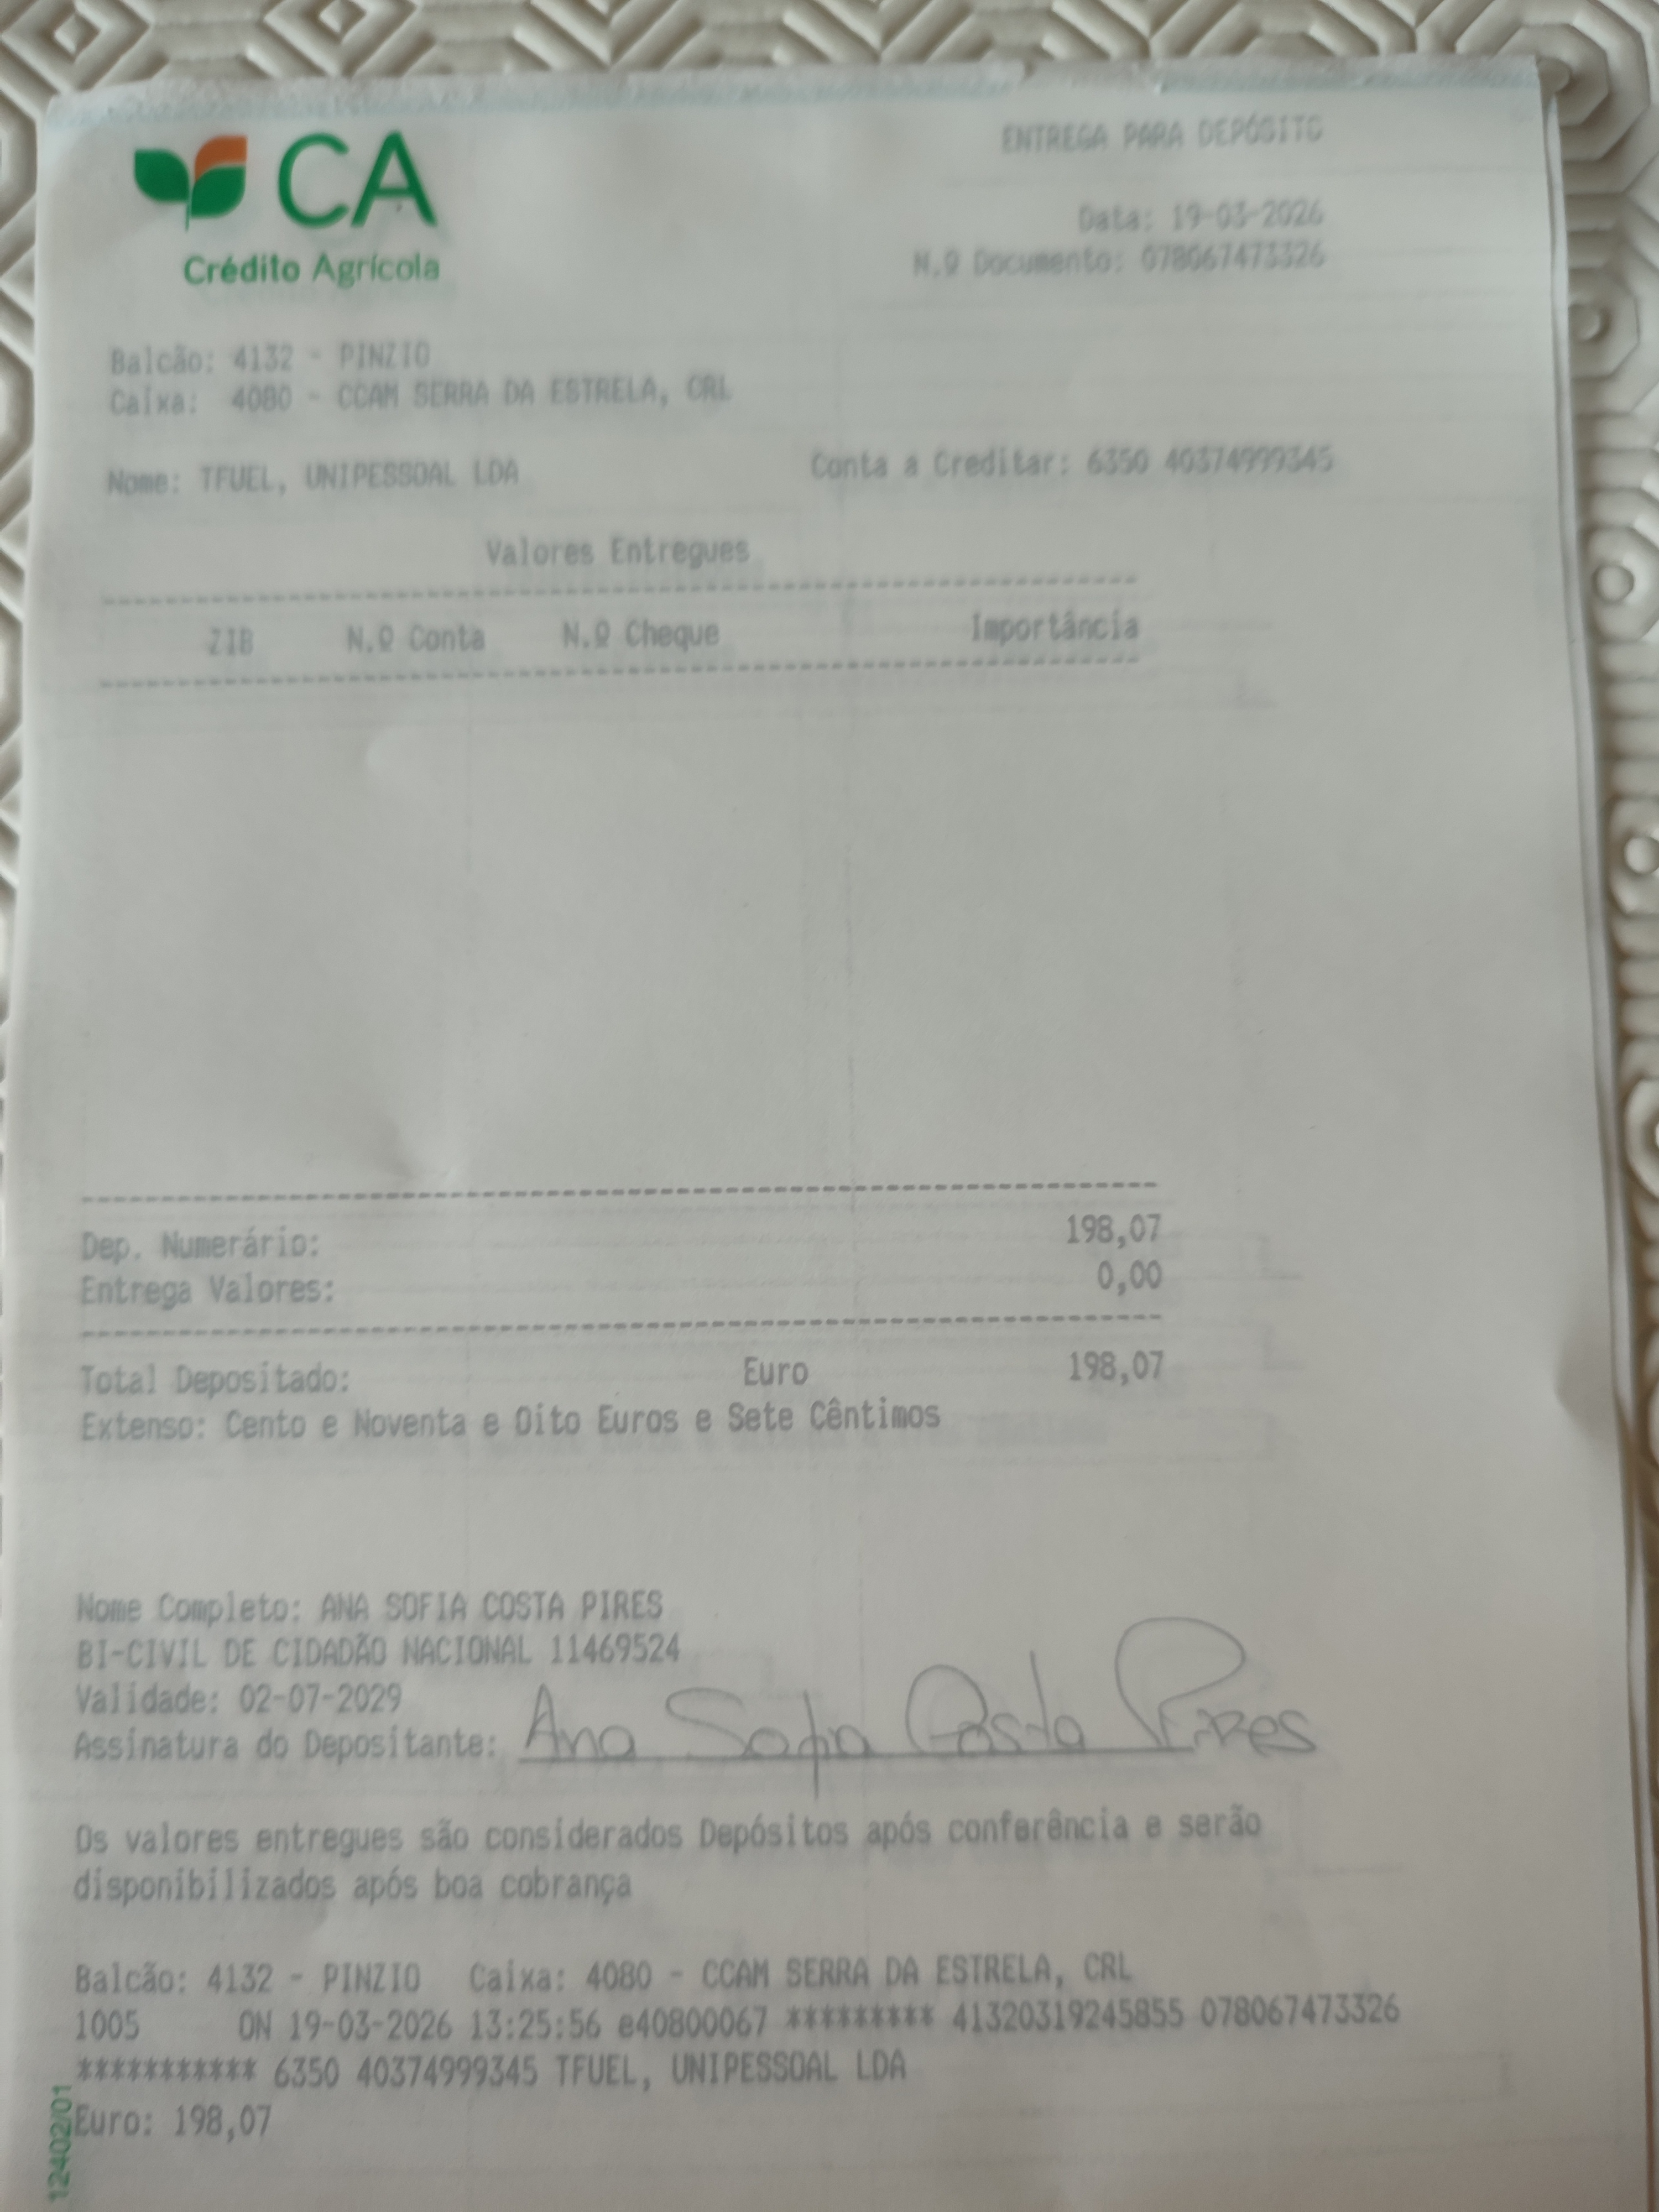 CA
Crédito Agrícola
ENTREGA PARA DEPÓSITO
Data: 19-03-2026
N.º Documento: 078067473326
Balcão: 4132 - PINZIO
Caixa: 4080 - CCAM SERRA DA ESTRELA, CRL
Nome: TFUEL, UNIPESSOAL LDA Conta a Creditar: 6350 40374999345
Valores Entregues
ZIB N.º Conta N.º Cheque Importância
Dep. Numerário: 198,07
Entrega Valores: 0,00
Total Depositado: Euro 198,07
Extenso: Cento e Noventa e Oito Euros e Sete Cêntimos
Nome Completo: ANA SOFIA COSTA PIRES
BI-CIVIL DE CIDADÃO NACIONAL 11469524
Validade: 02-07-2029
Assinatura do Depositante: Ana Sofia Costa Pires
Os valores entregues são considerados Depósitos após conferência e serão
disponibilizados após boa cobrança
Balcão: 4132 - PINZIO Caixa: 4080 - CCAM SERRA DA ESTRELA, CRL
1005 ON 19-03-2026 13:25:56 e40800067 ********* 41320319245855 078067473326
*********** 6350 40374999345 TFUEL, UNIPESSOAL LDA
Euro: 198,07
12402/01